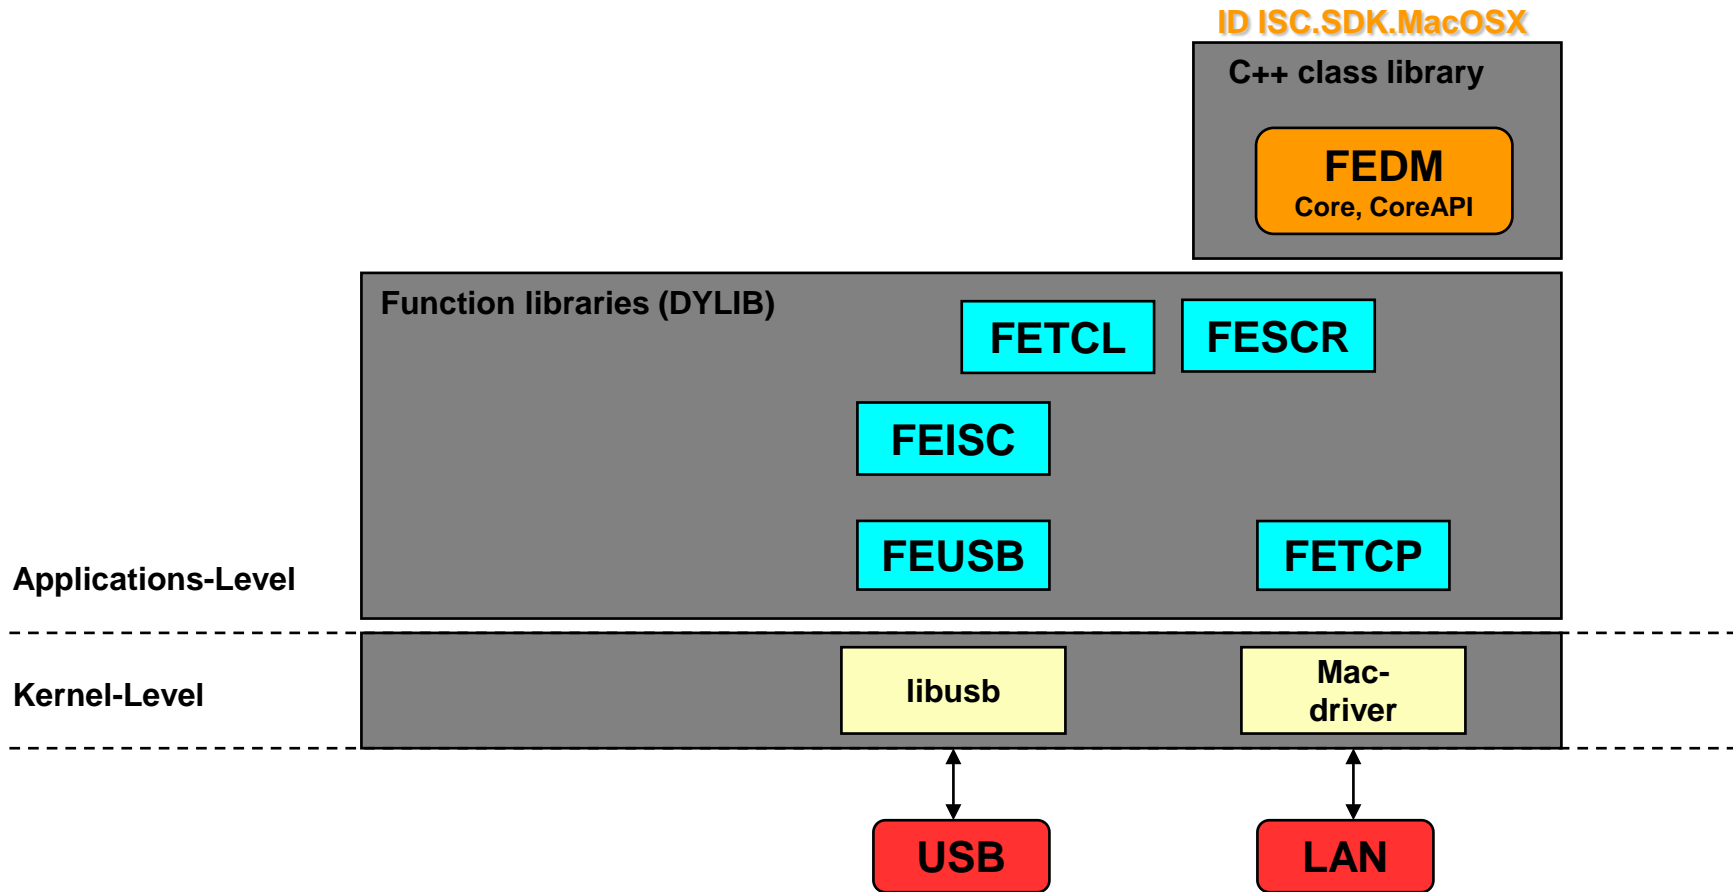 ID ISC.SDK.MacOSX
C++ class library
FEDM
Core, CoreAPI
Function libraries (DYLIB)
FETCL
FESCR
FEISC
FEUSB
FETCP
Applications-Level
Kernel-Level
libusb
Mac-
driver
USB
LAN